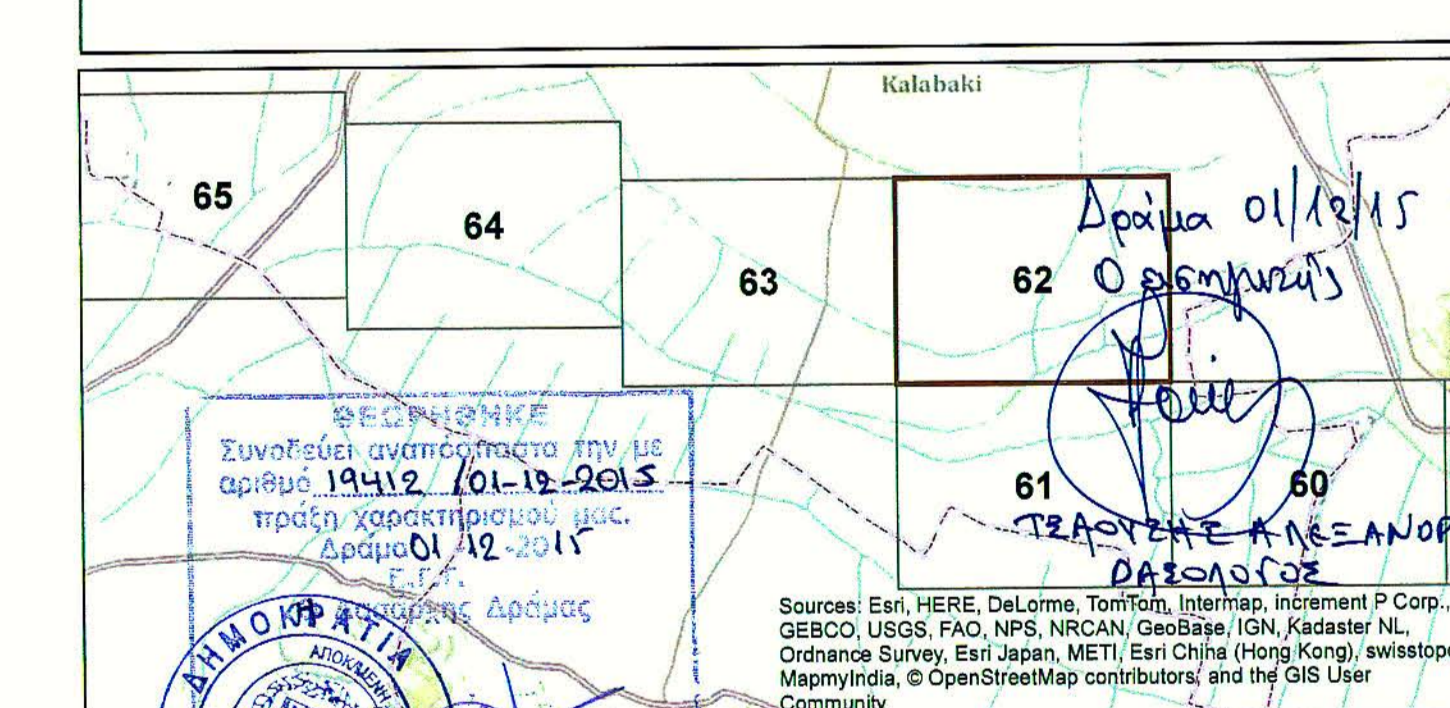 Kalabaki
65
64
63
62
61
60
Δράμα 01/12/15
Ο εισηγητής
ΤΣΑΟΥΣΗΣ ΑΛΕΞΑΝΔΡ
ΔΑΣΟΛΟΓΟΣ
ΘΕΩΡΗΘΗΚΕ
Συνοδεύει αναπόσπαστα την με
αριθμό 19412 /01-12-2015
πράξη χαρακτηρισμού μας.
Δράμα 01-12-2015
Δασάρχης Δράμας
ΔΗΜΟΚΡΑΤΙΑ
ΑΠΟΚ/ΜΕΝΗ
Sources: Esri, HERE, DeLorme, TomTom, Intermap, increment P Corp.,
GEBCO, USGS, FAO, NPS, NRCAN, GeoBase, IGN, Kadaster NL,
Ordnance Survey, Esri Japan, METI, Esri China (Hong Kong), swisstopo
MapmyIndia, © OpenStreetMap contributors, and the GIS User
Community